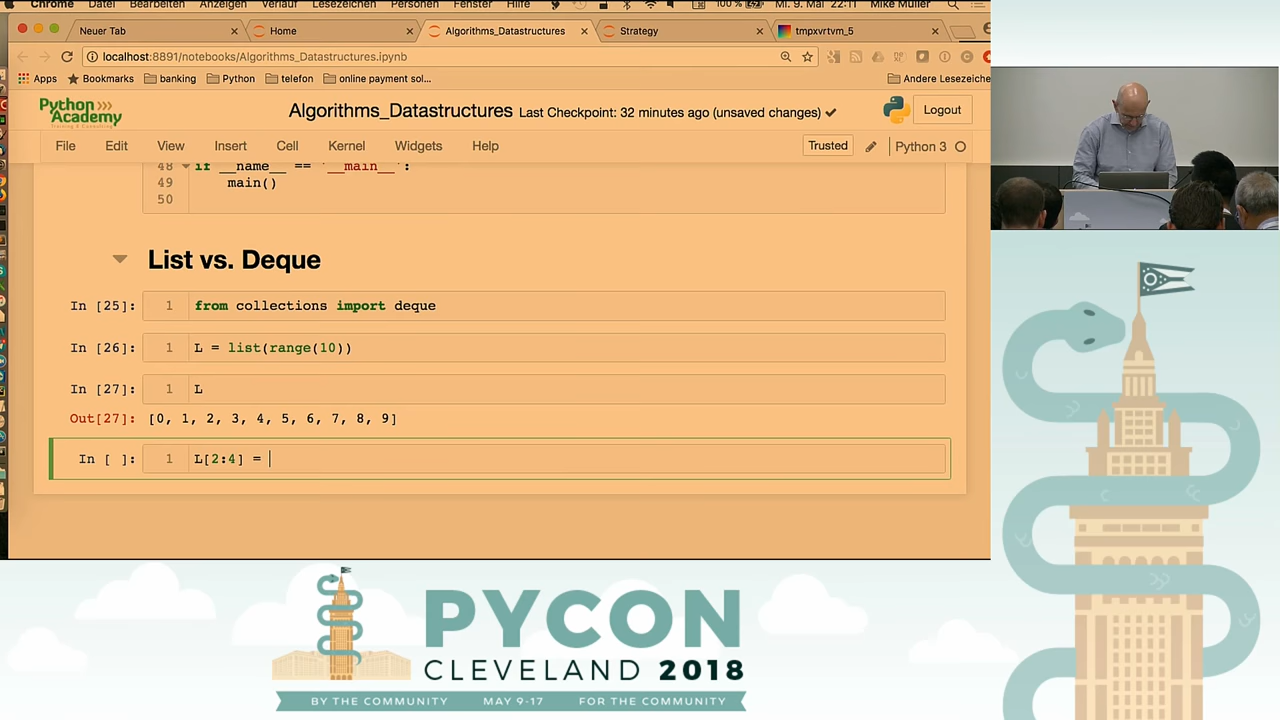 Chrome Datei Bearbeiten Anzeigen Verlauf Lesezeichen Personen Fenster Hilfe 100 % Mi. 9. Mai 22:11 Mike Müller
Neuer Tab Home Algorithms_Datastructures Strategy tmpxvrtvm_5
localhost:8891/notebooks/Algorithms_Datastructures.ipynb
Apps Bookmarks banking Python telefon online payment sol... Andere Lesezeiche
Python Academy
Algorithms_Datastructures Last Checkpoint: 32 minutes ago (unsaved changes) Logout
File Edit View Insert Cell Kernel Widgets Help Trusted Python 3
48 if __name__ == '__main__':
49 main()
50
List vs. Deque
In [25]: 1 from collections import deque
In [26]: 1 L = list(range(10))
In [27]: 1 L
Out[27]: [0, 1, 2, 3, 4, 5, 6, 7, 8, 9]
In [ ]: 1 L[2:4] =
PYCON
CLEVELAND 2018
BY THE COMMUNITY MAY 9-17 FOR THE COMMUNITY